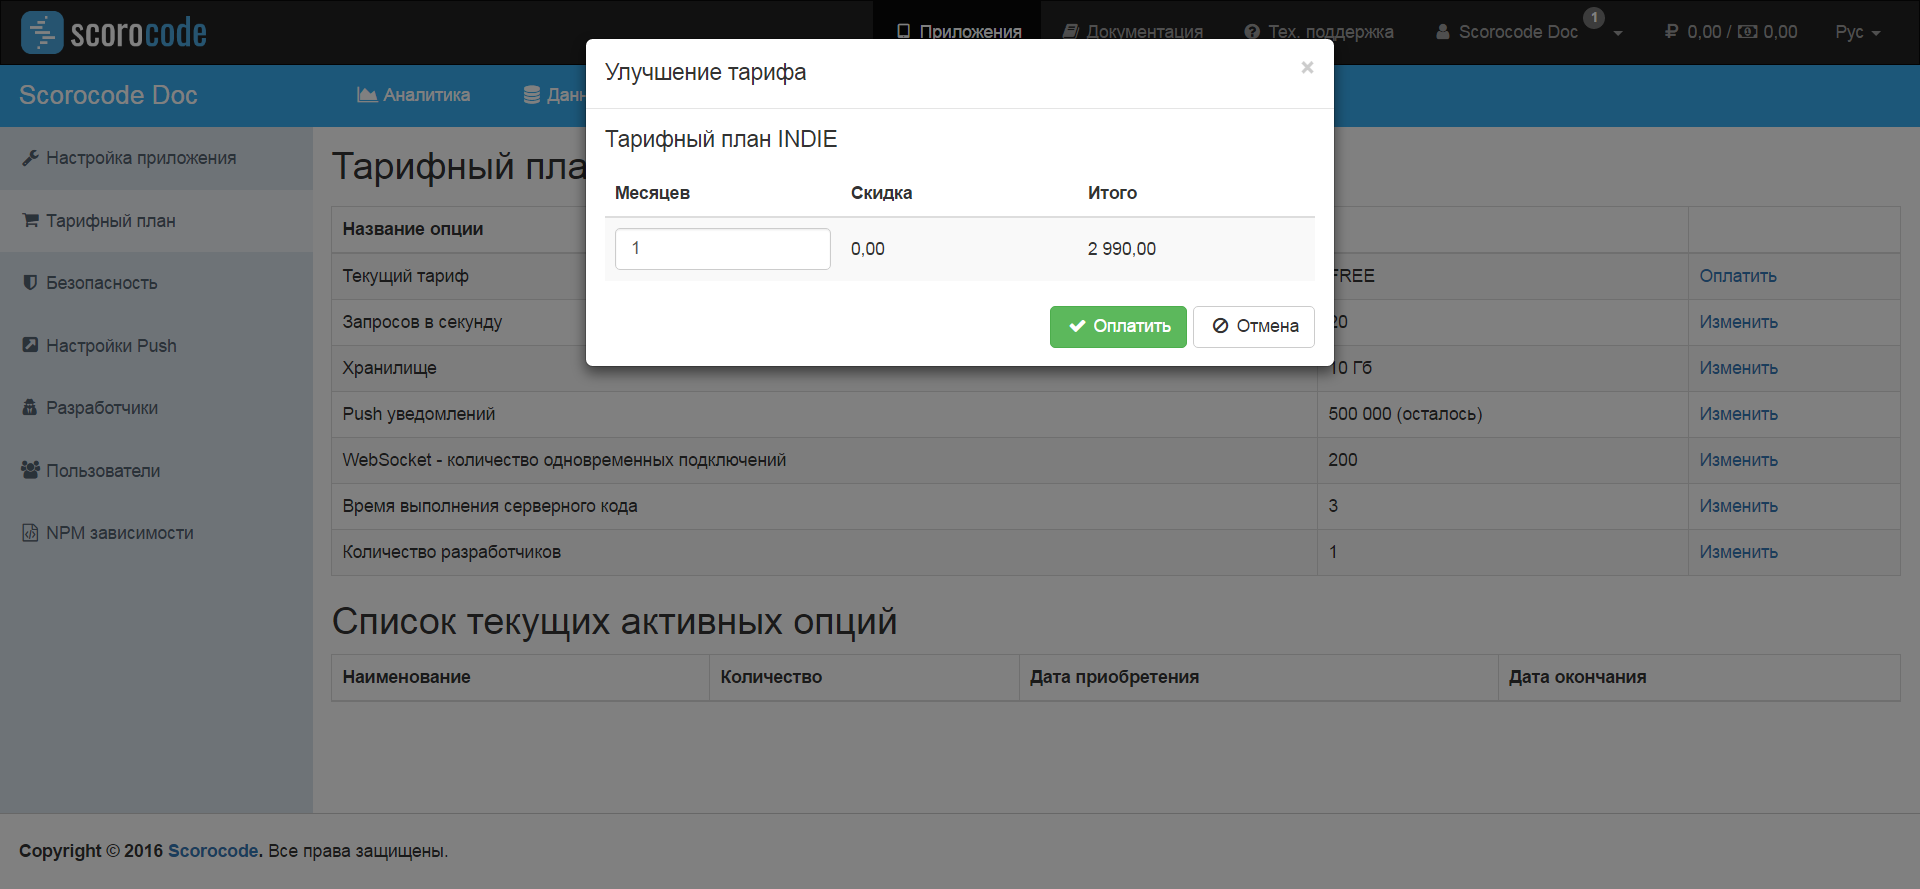 scorocode
Приложения
Документация
Тех. поддержка
Scorocode Doc
1
0,00 / 0,00
Рус
Scorocode Doc
Аналитика
Улучшение тарифа
×
Тарифный план INDIE
Месяцев Скидка Итого
1 0,00 2 990,00
Оплатить Отмена
Настройка приложения
Тарифный план
Безопасность
Настройки Push
Разработчики
Пользователи
NPM зависимости
Тарифный
Название опции
Текущий тариф FREE Оплатить
Запросов в секунду 20 Изменить
Хранилище 10 Гб Изменить
Push уведомлений 500 000 (осталось) Изменить
WebSocket - количество одновременных подключений 200 Изменить
Время выполнения серверного кода 3 Изменить
Количество разработчиков 1 Изменить
Список текущих активных опций
Наименование Количество Дата приобретения Дата окончания
Copyright © 2016 Scorocode. Все права защищены.